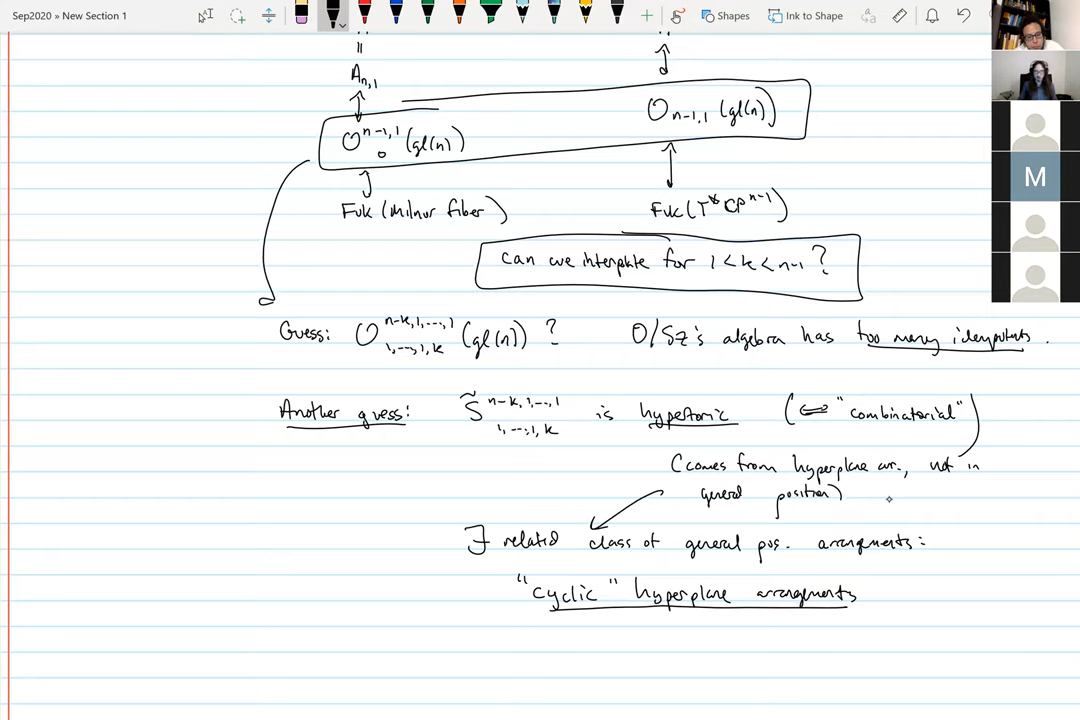 Sep2020 » New Section 1
Shapes
Ink to Shape
A_{n,1}
O_0^{n-1,1} (gl(n))
O_{n-1,1} (gl(n))
Fuk (Milnor fiber)
Fuk (T* CP^{n-1})
Can we interpolate for 1 < k < n-1 ?
Guess: O_{1,...,1,k}^{n-k,1,...,1} (gl(n)) ?
O/Sz's algebra has too many idempotents.
Another guess: S̃_{1,...,1,k}^{n-k,1,...,1} is hypertoric (⇐ "combinatorial"
(comes from hyperplane arr., not in
general position)
∃ related class of general pos. arrangements:
"cyclic" hyperplane arrangements
M